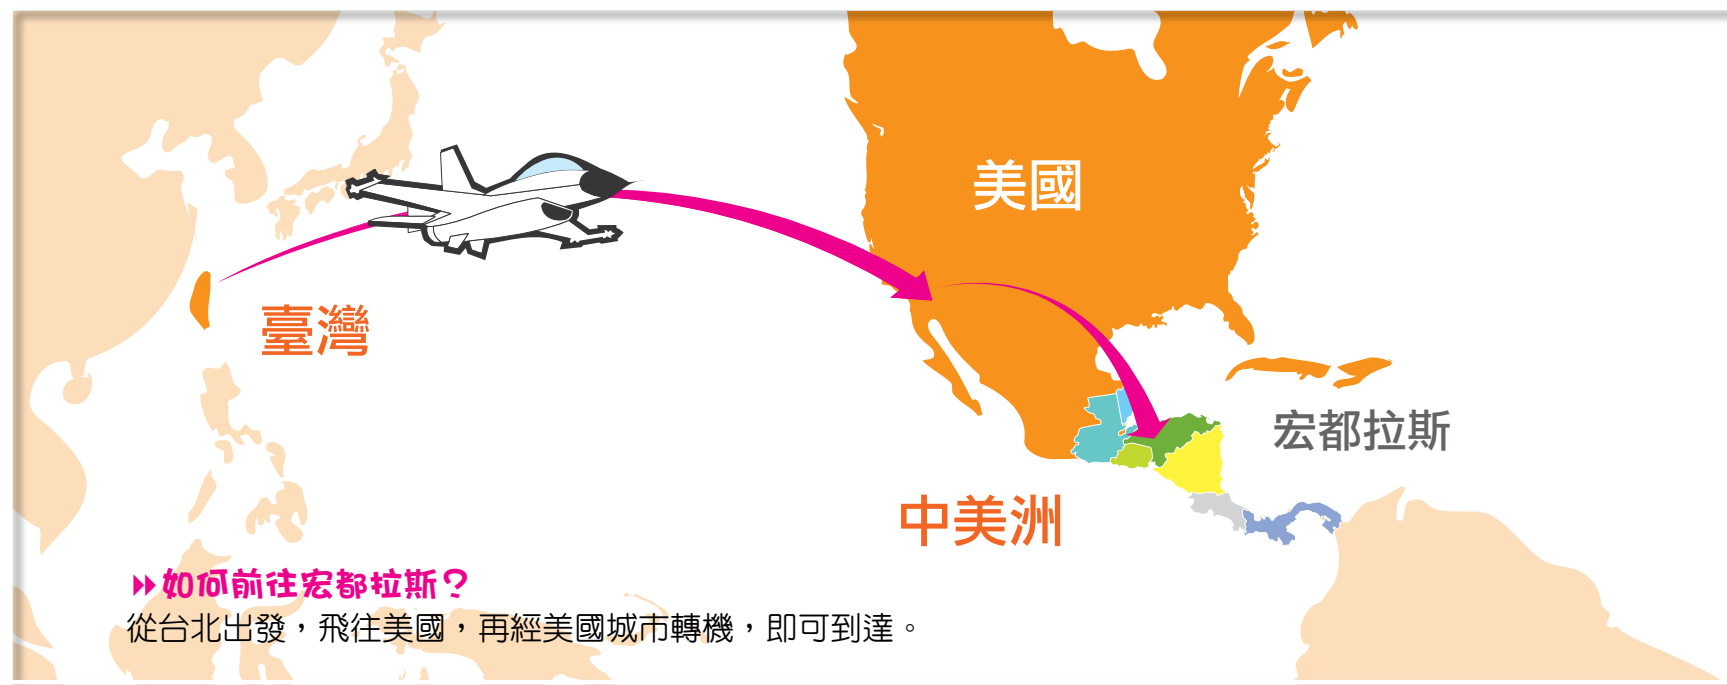 美國
臺灣
宏都拉斯
中美洲
如何前往宏都拉斯？
從台北出發，飛往美國，再經美國城市轉機，即可到達。